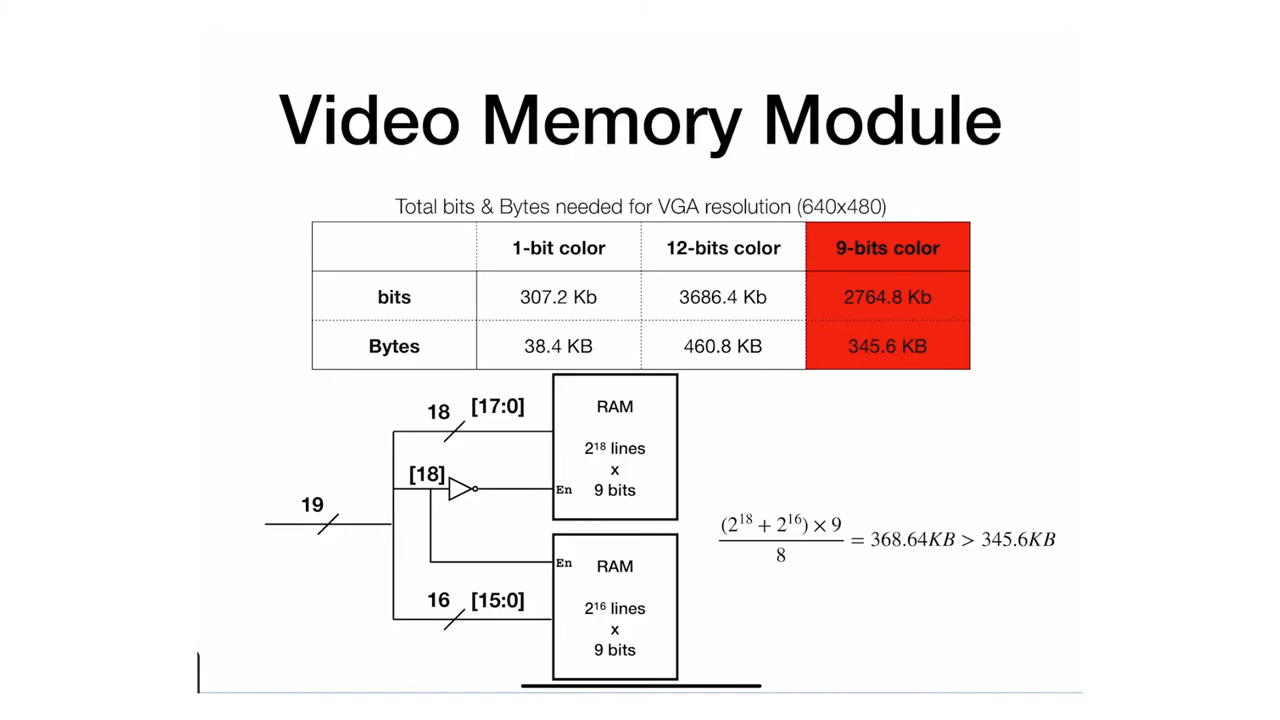 Video Memory Module
Total bits & Bytes needed for VGA resolution (640x480)
1-bit color 12-bits color 9-bits color
bits 307.2 Kb 3686.4 Kb 2764.8 Kb
Bytes 38.4 KB 460.8 KB 345.6 KB
18 [17:0]
RAM
2¹⁸ lines
x
9 bits
[18]
En
19
(2¹⁸ + 2¹⁶) × 9
8
= 368.64KB > 345.6KB
En
RAM
2¹⁶ lines
x
9 bits
16 [15:0]